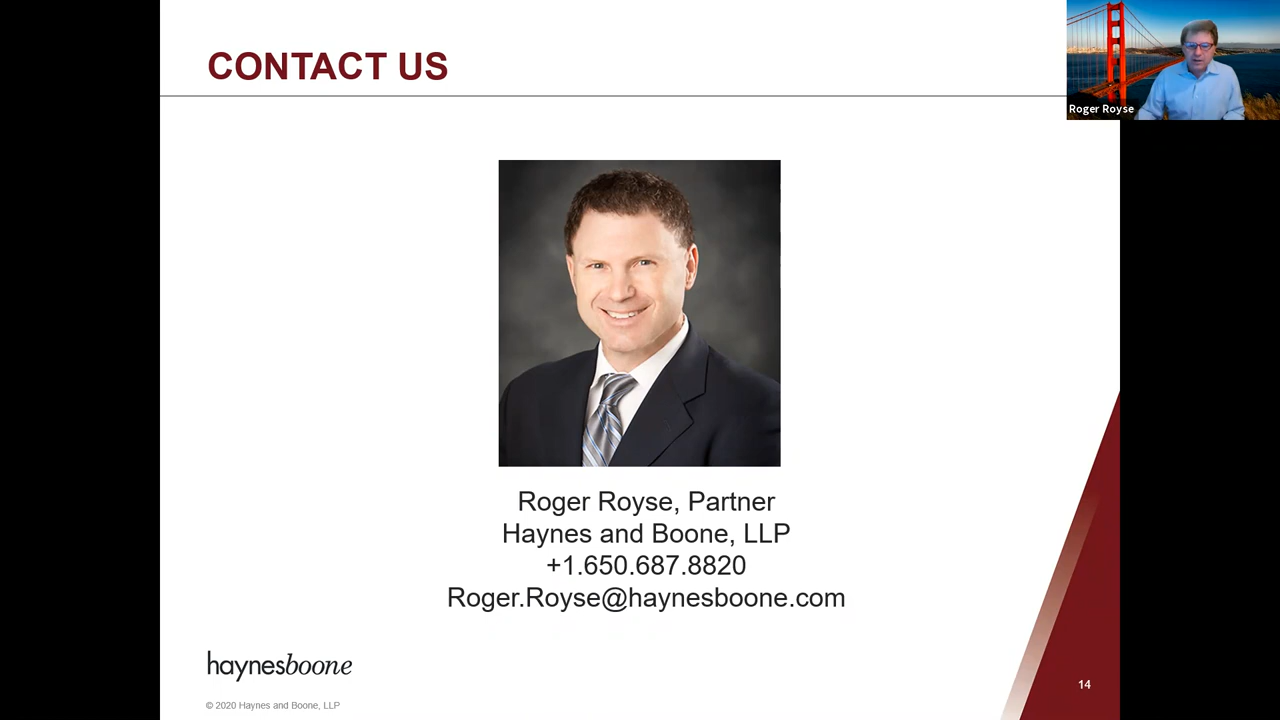 CONTACT US
Roger Royse
Roger Royse, Partner
Haynes and Boone, LLP
+1.650.687.8820
Roger.Royse@haynesboone.com
haynesboone
© 2020 Haynes and Boone, LLP
14